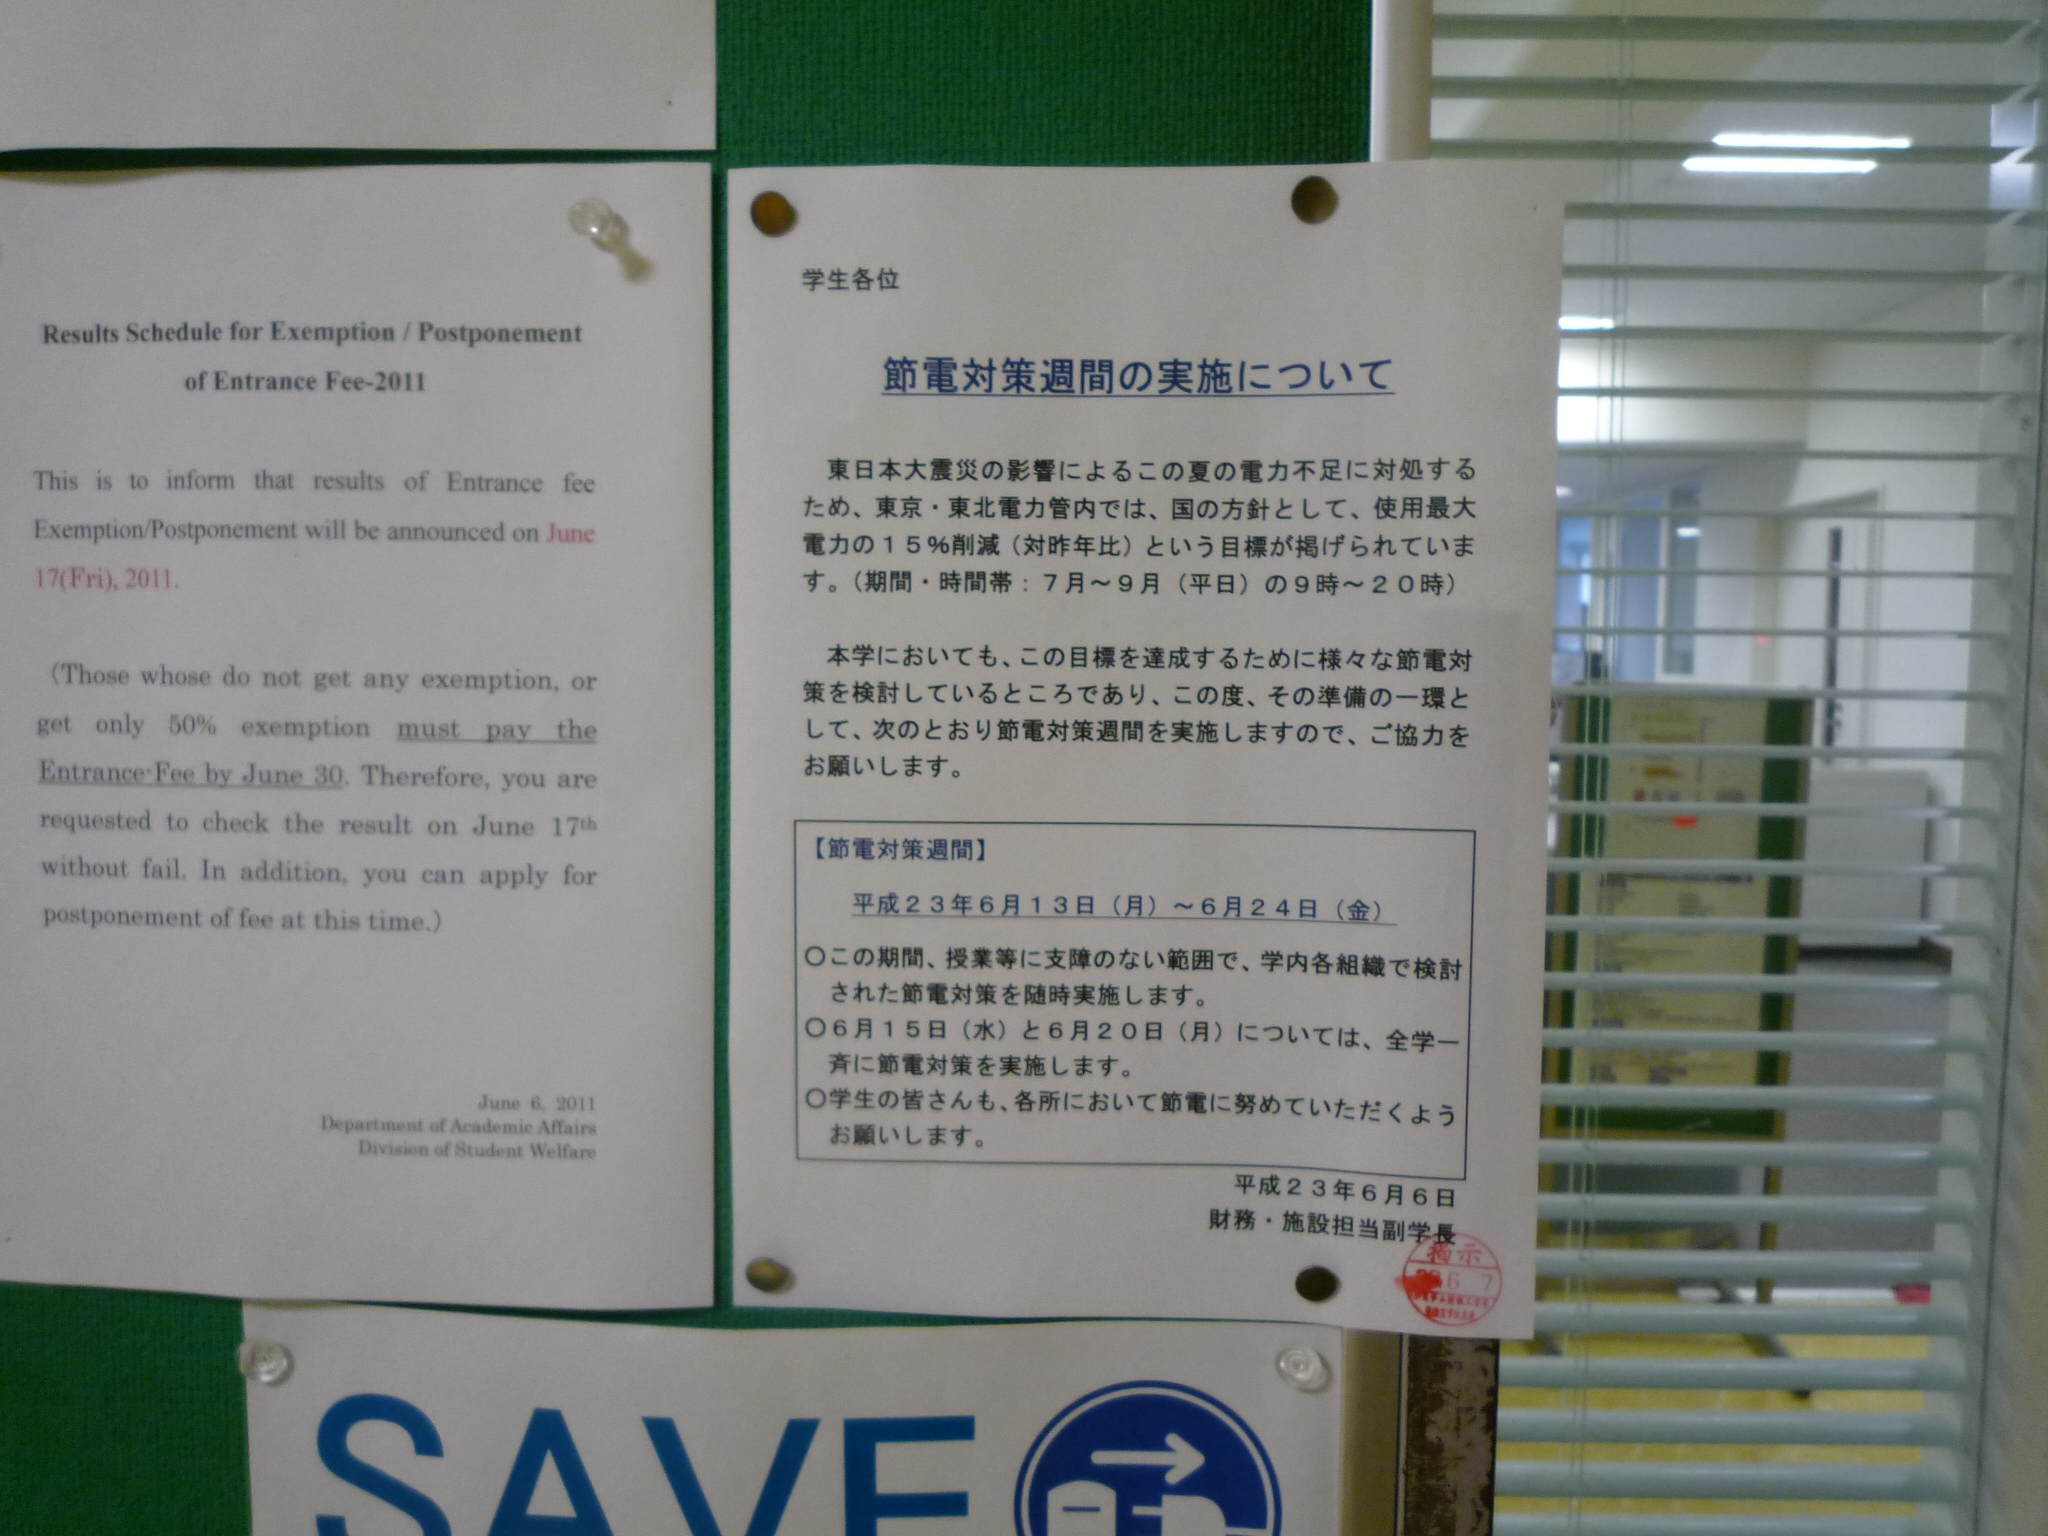 Results Schedule for Exemption / Postponement
of Entrance Fee-2011
This is to inform that results of Entrance fee
Exemption/Postponement will be announced on June
17(Fri), 2011.
(Those whose do not get any exemption, or
get only 50% exemption must pay the
Entrance-Fee by June 30. Therefore, you are
requested to check the result on June 17th
without fail. In addition, you can apply for
postponement of fee at this time.)
June 6, 2011
Department of Academic Affairs
Division of Student Welfare
学生各位
節電対策週間の実施について
東日本大震災の影響によるこの夏の電力不足に対処する
ため、東京・東北電力管内では、国の方針として、使用最大
電力の15%削減(対昨年比)という目標が掲げられていま
す。(期間・時間帯:7月~9月(平日)の9時~20時)
本学においても、この目標を達成するために様々な節電対
策を検討しているところであり、この度、その準備の一環と
して、次のとおり節電対策週間を実施しますので、ご協力を
お願いします。
【節電対策週間】
平成23年6月13日(月)~6月24日(金)
○この期間、授業等に支障のない範囲で、学内各組織で検討
された節電対策を随時実施します。
○6月15日(水)と6月20日(月)については、全学一
斉に節電対策を実施します。
○学生の皆さんも、各所において節電に努めていただくよう
お願いします。
平成23年6月6日
財務・施設担当副学長
掲示
6. 7
SAVE